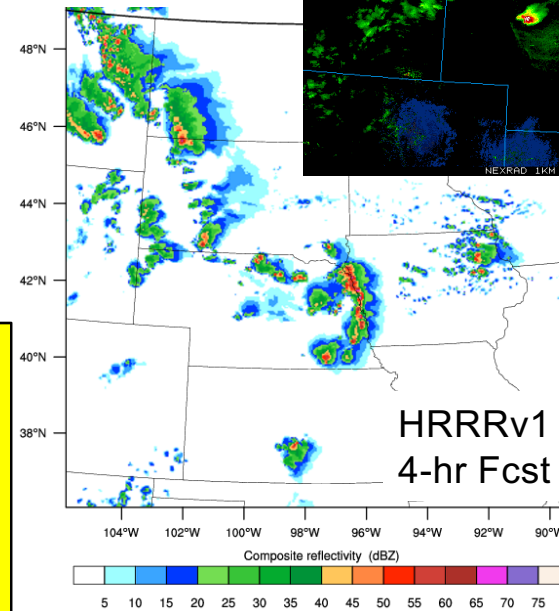 48°N
46°N
44°N
42°N
40°N
38°N
NEXRAD 1KM
HRRRv1
4-hr Fcst
104°W 102°W 100°W 98°W 96°W 94°W 92°W 90°W
Composite reflectivity (dBZ)
5 10 15 20 25 30 35 40 45 50 55 60 65 70 75